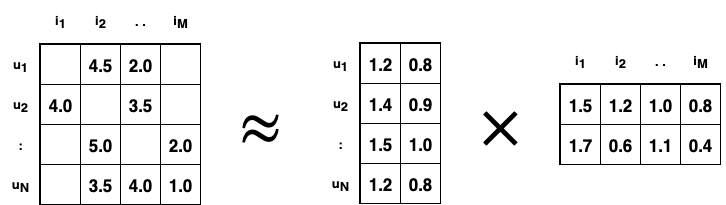 i1 i2 .. iM
u1 4.5 2.0
u2 4.0 3.5
: 5.0 2.0
uN 3.5 4.0 1.0
≈
u1 1.2 0.8
u2 1.4 0.9
: 1.5 1.0
uN 1.2 0.8
×
i1 i2 .. iM
1.5 1.2 1.0 0.8
1.7 0.6 1.1 0.4